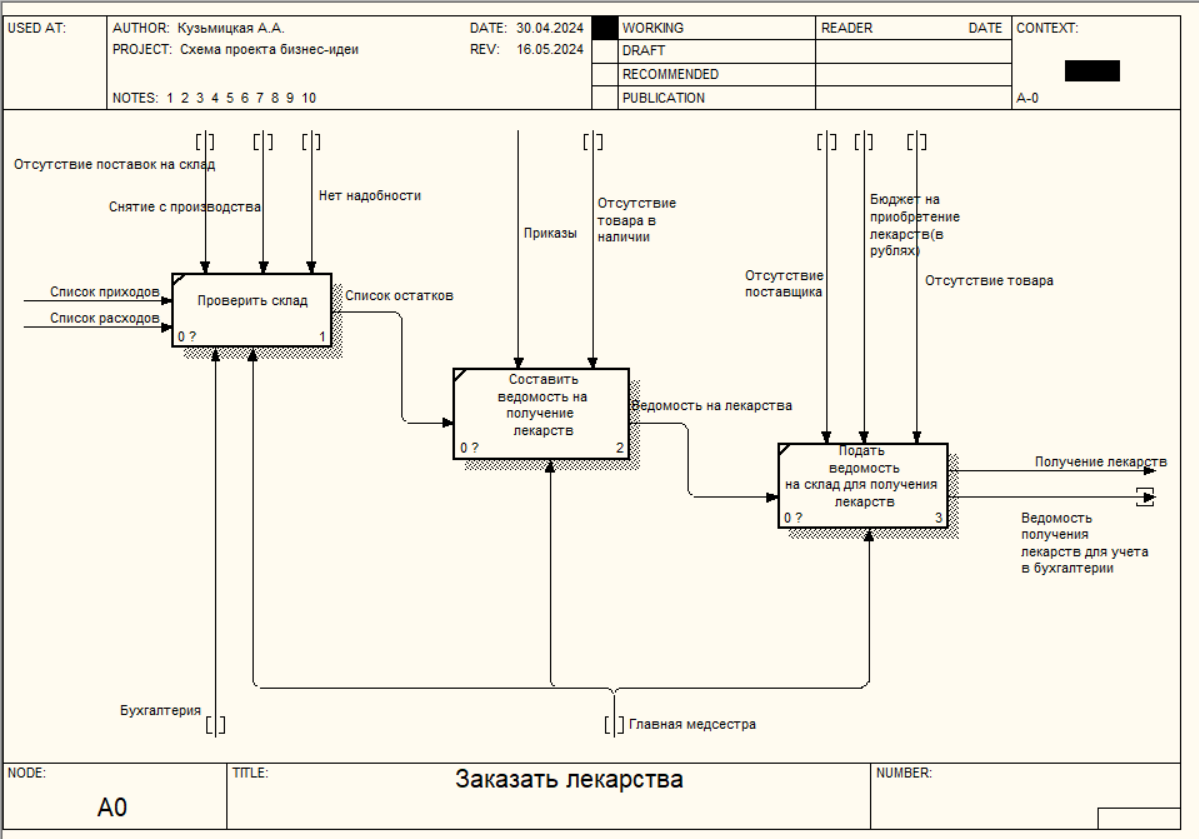 USED AT:
AUTHOR: Кузьмицкая А.А.
DATE: 30.04.2024
PROJECT: Схема проекта бизнес-идеи
REV: 16.05.2024
NOTES: 1 2 3 4 5 6 7 8 9 10
WORKING
DRAFT
RECOMMENDED
PUBLICATION
READER
DATE
CONTEXT:
A-0
Отсутствие поставок на склад
Снятие с производства
Нет надобности
Приказы
Отсутствие
товара в
наличии
Отсутствие
поставщика
Бюджет на
приобретение
лекарств(в
рублях)
Отсутствие товара
Список приходов
Список расходов
Проверить склад
0 ?
1
Список остатков
Составить
ведомость на
получение
лекарств
0 ?
2
Ведомость на лекарства
Подать
ведомость
на склад для получения
лекарств
0 ?
3
Получение лекарств
Ведомость
получения
лекарств для учета
в бухгалтерии
Бухгалтерия
Главная медсестра
NODE:
A0
TITLE:
Заказать лекарства
NUMBER: